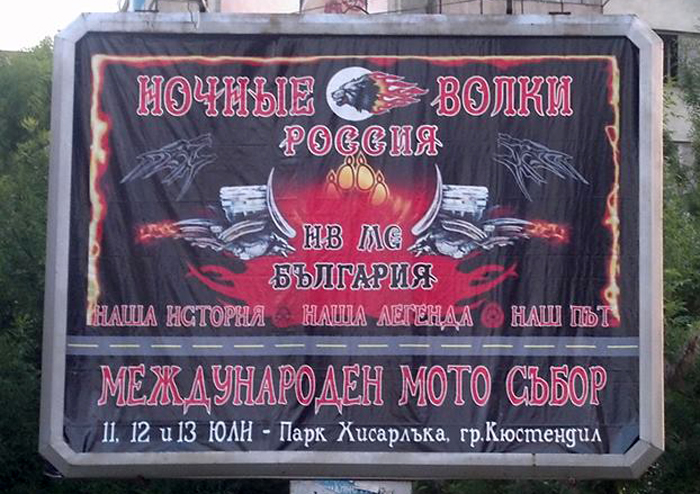 НОЧНЫЕ ВОЛКИ
РОССИЯ
НВ МС
БЪЛГАРИЯ
НАША ИСТОРИЯ НАША ЛЕГЕНДА НАШ ПЪТ
МЕЖДУНАРОДЕН МОТО СЪБОР
11, 12 и 13 ЮЛИ - Парк Хисарлъка, гр.Кюстендил